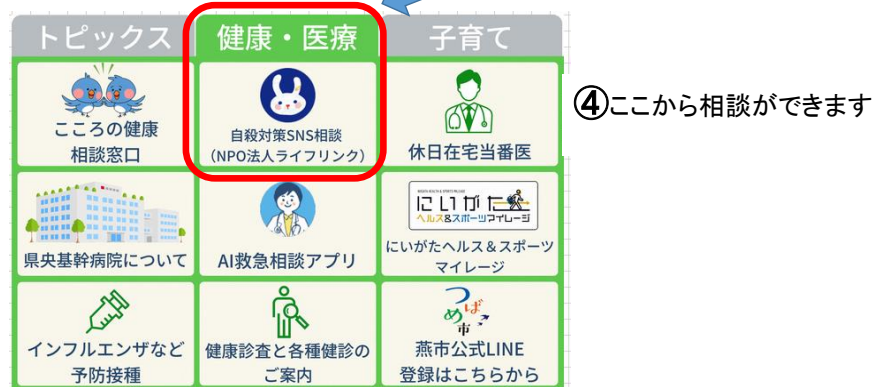 トピックス
健康・医療
子育て
こころの健康
相談窓口
自殺対策SNS相談
（NPO法人ライフリンク）
休日在宅当番医
④ここから相談ができます
県央基幹病院について
AI救急相談アプリ
にいがた
ヘルス&スポーツマイレージ
にいがたヘルス＆スポーツ
マイレージ
インフルエンザなど
予防接種
健康診査と各種健診の
ご案内
つばめ市
燕市公式LINE
登録はこちらから